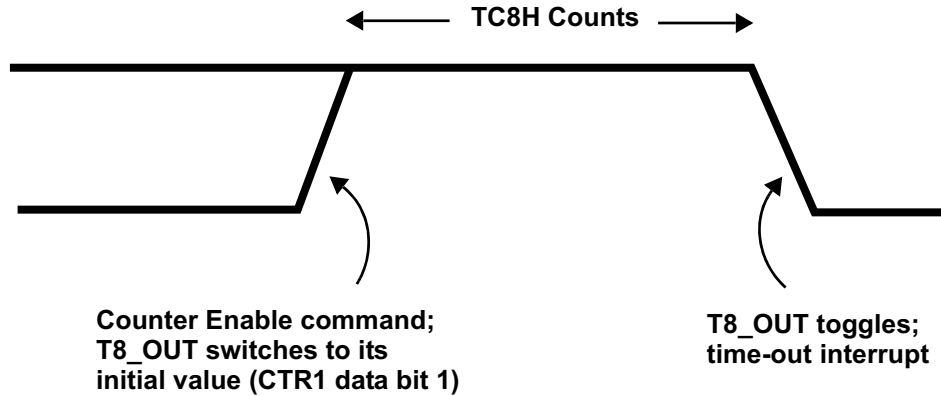 TC8H Counts
Counter Enable command;
T8_OUT switches to its
initial value (CTR1 data bit 1)
T8_OUT toggles;
time-out interrupt